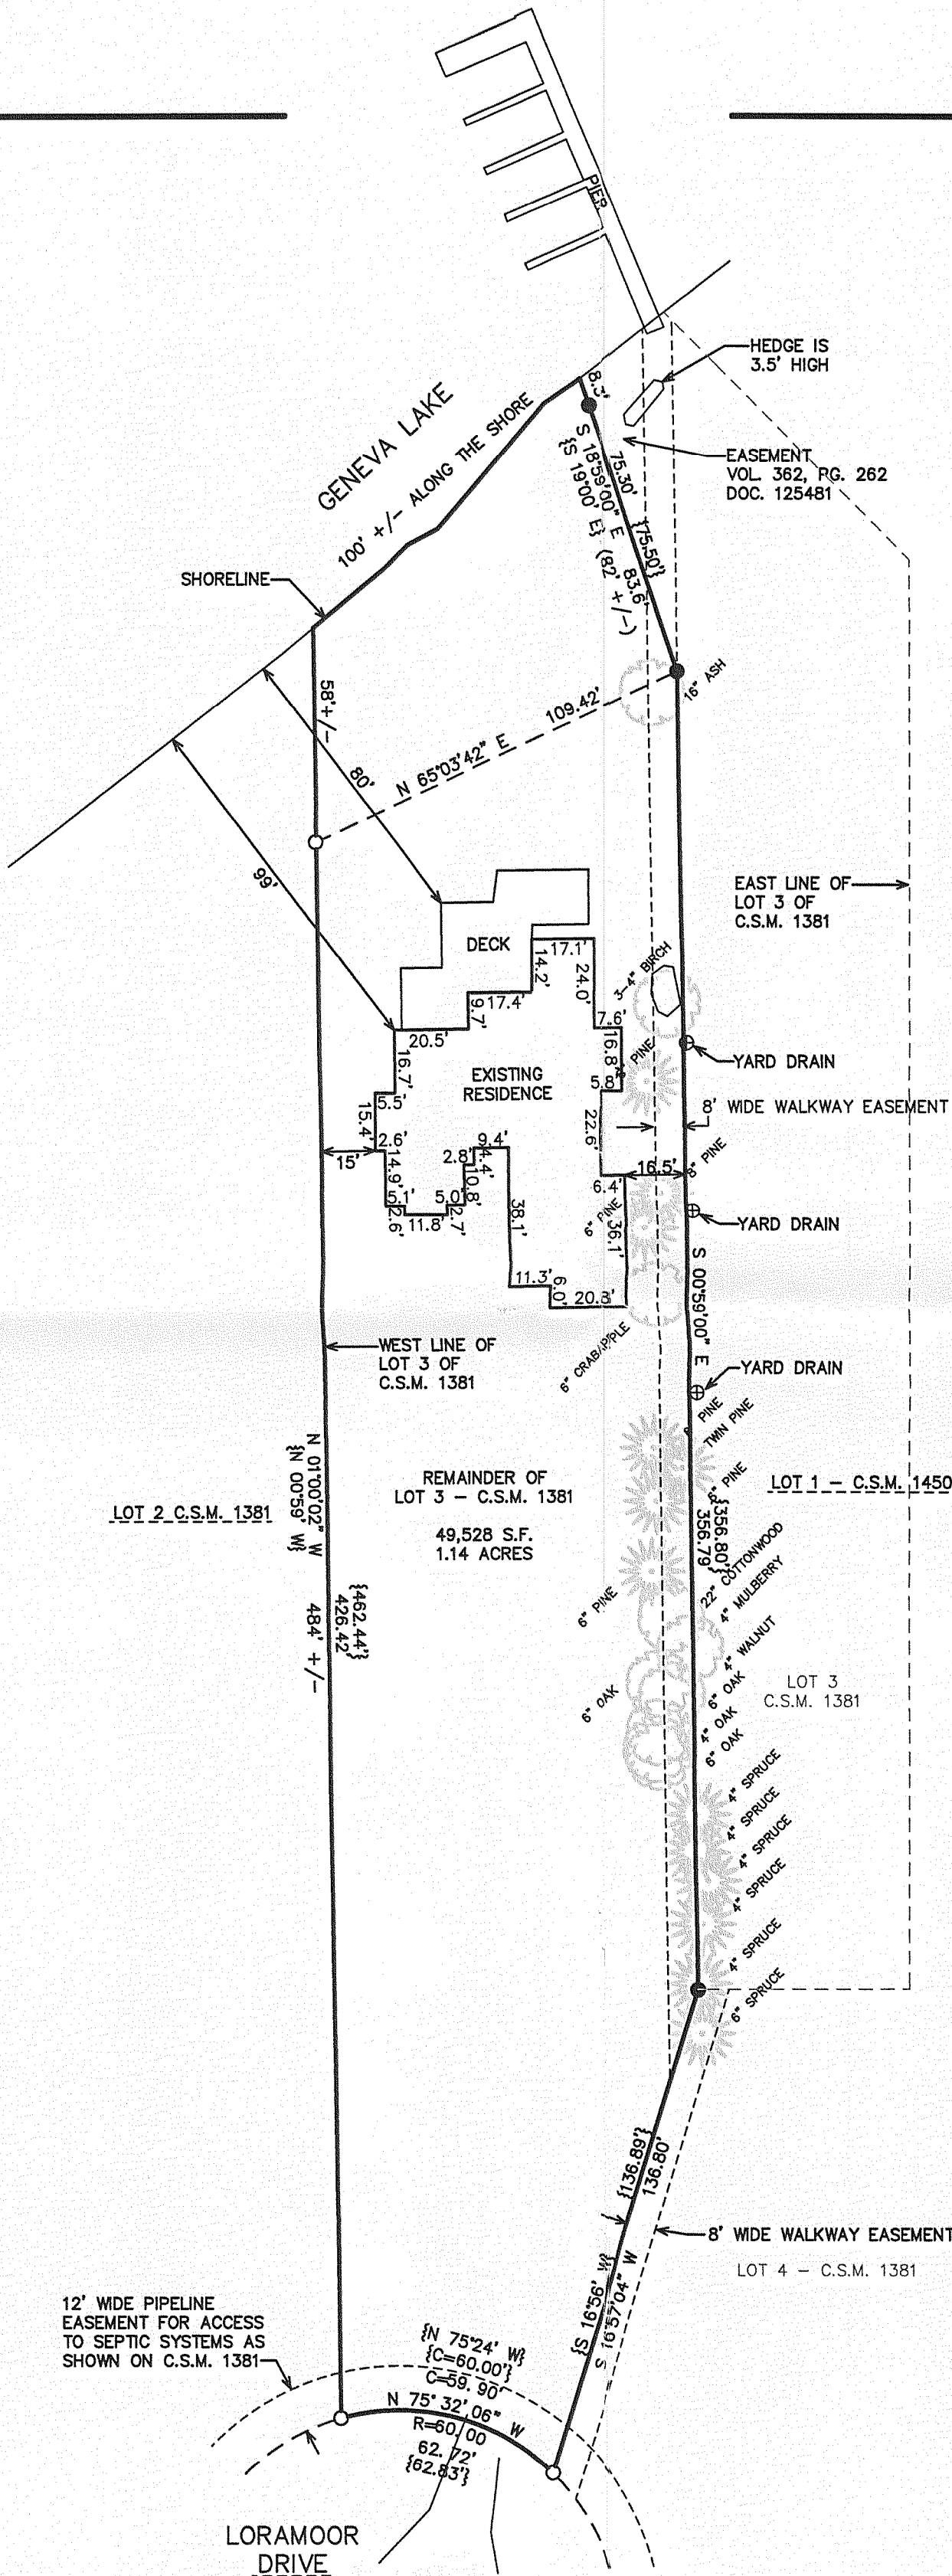 PIER
HEDGE IS
3.5' HIGH
8.3'
GENEVA LAKE
100' +/- ALONG THE SHORE
EASEMENT
VOL. 362, PG. 262
DOC. 125481
75.30' {75.50'}
S 18°59'00" E 83.6'
{S 19°00' E} (82' +/-)
SHORELINE
16" ASH
58'+/-
N 65°03'42" E 109.42'
80'
99'
EAST LINE OF
LOT 3 OF
C.S.M. 1381
DECK
17.1'
14.2'
24.0'
3-4" BIRCH
9.7'
17.4'
7.6'
20.5'
16.8'
PINE
YARD DRAIN
16.7'
EXISTING
RESIDENCE
5.8'
5.5'
8' WIDE WALKWAY EASEMENT
15.4'
22.6'
2.6'
9.4'
15'
14.9'
2.8'
4.4'
16.5'
8" PINE
10.8'
6.4'
5.1'
5.0'
2.6'
11.8'
2.7'
38.1'
6" PINE
36.1'
YARD DRAIN
S 00°59'00" E
11.3'
6.0'
20.3'
WEST LINE OF
LOT 3 OF
C.S.M. 1381
6" CRABAPPLE
YARD DRAIN
PINE
TWIN PINE
N 01°00'02" W
{N 00°59' W}
REMAINDER OF
LOT 3 - C.S.M. 1381
6" PINE
LOT 1 - C.S.M. 1450
LOT 2 C.S.M. 1381
49,528 S.F.
1.14 ACRES
{356.80'}
356.79'
22" COTTONWOOD
4" MULBERRY
6" PINE
{462.44'}
426.42'
484' +/-
4" WALNUT
6" OAK
6" OAK
LOT 3
C.S.M. 1381
4" OAK
6" OAK
4" SPRUCE
4" SPRUCE
4" SPRUCE
4" SPRUCE
4" SPRUCE
6" SPRUCE
{136.89'}
136.80'
8' WIDE WALKWAY EASEMENT
LOT 4 - C.S.M. 1381
{S 16°56' W}
S 16°57'04" W
12' WIDE PIPELINE
EASEMENT FOR ACCESS
TO SEPTIC SYSTEMS AS
SHOWN ON C.S.M. 1381
{N 75°24' W}
{C=60.00'}
C=59.90'
N 75°32'06" W
R=60.00
62.72'
{62.83'}
LORAMOOR
DRIVE